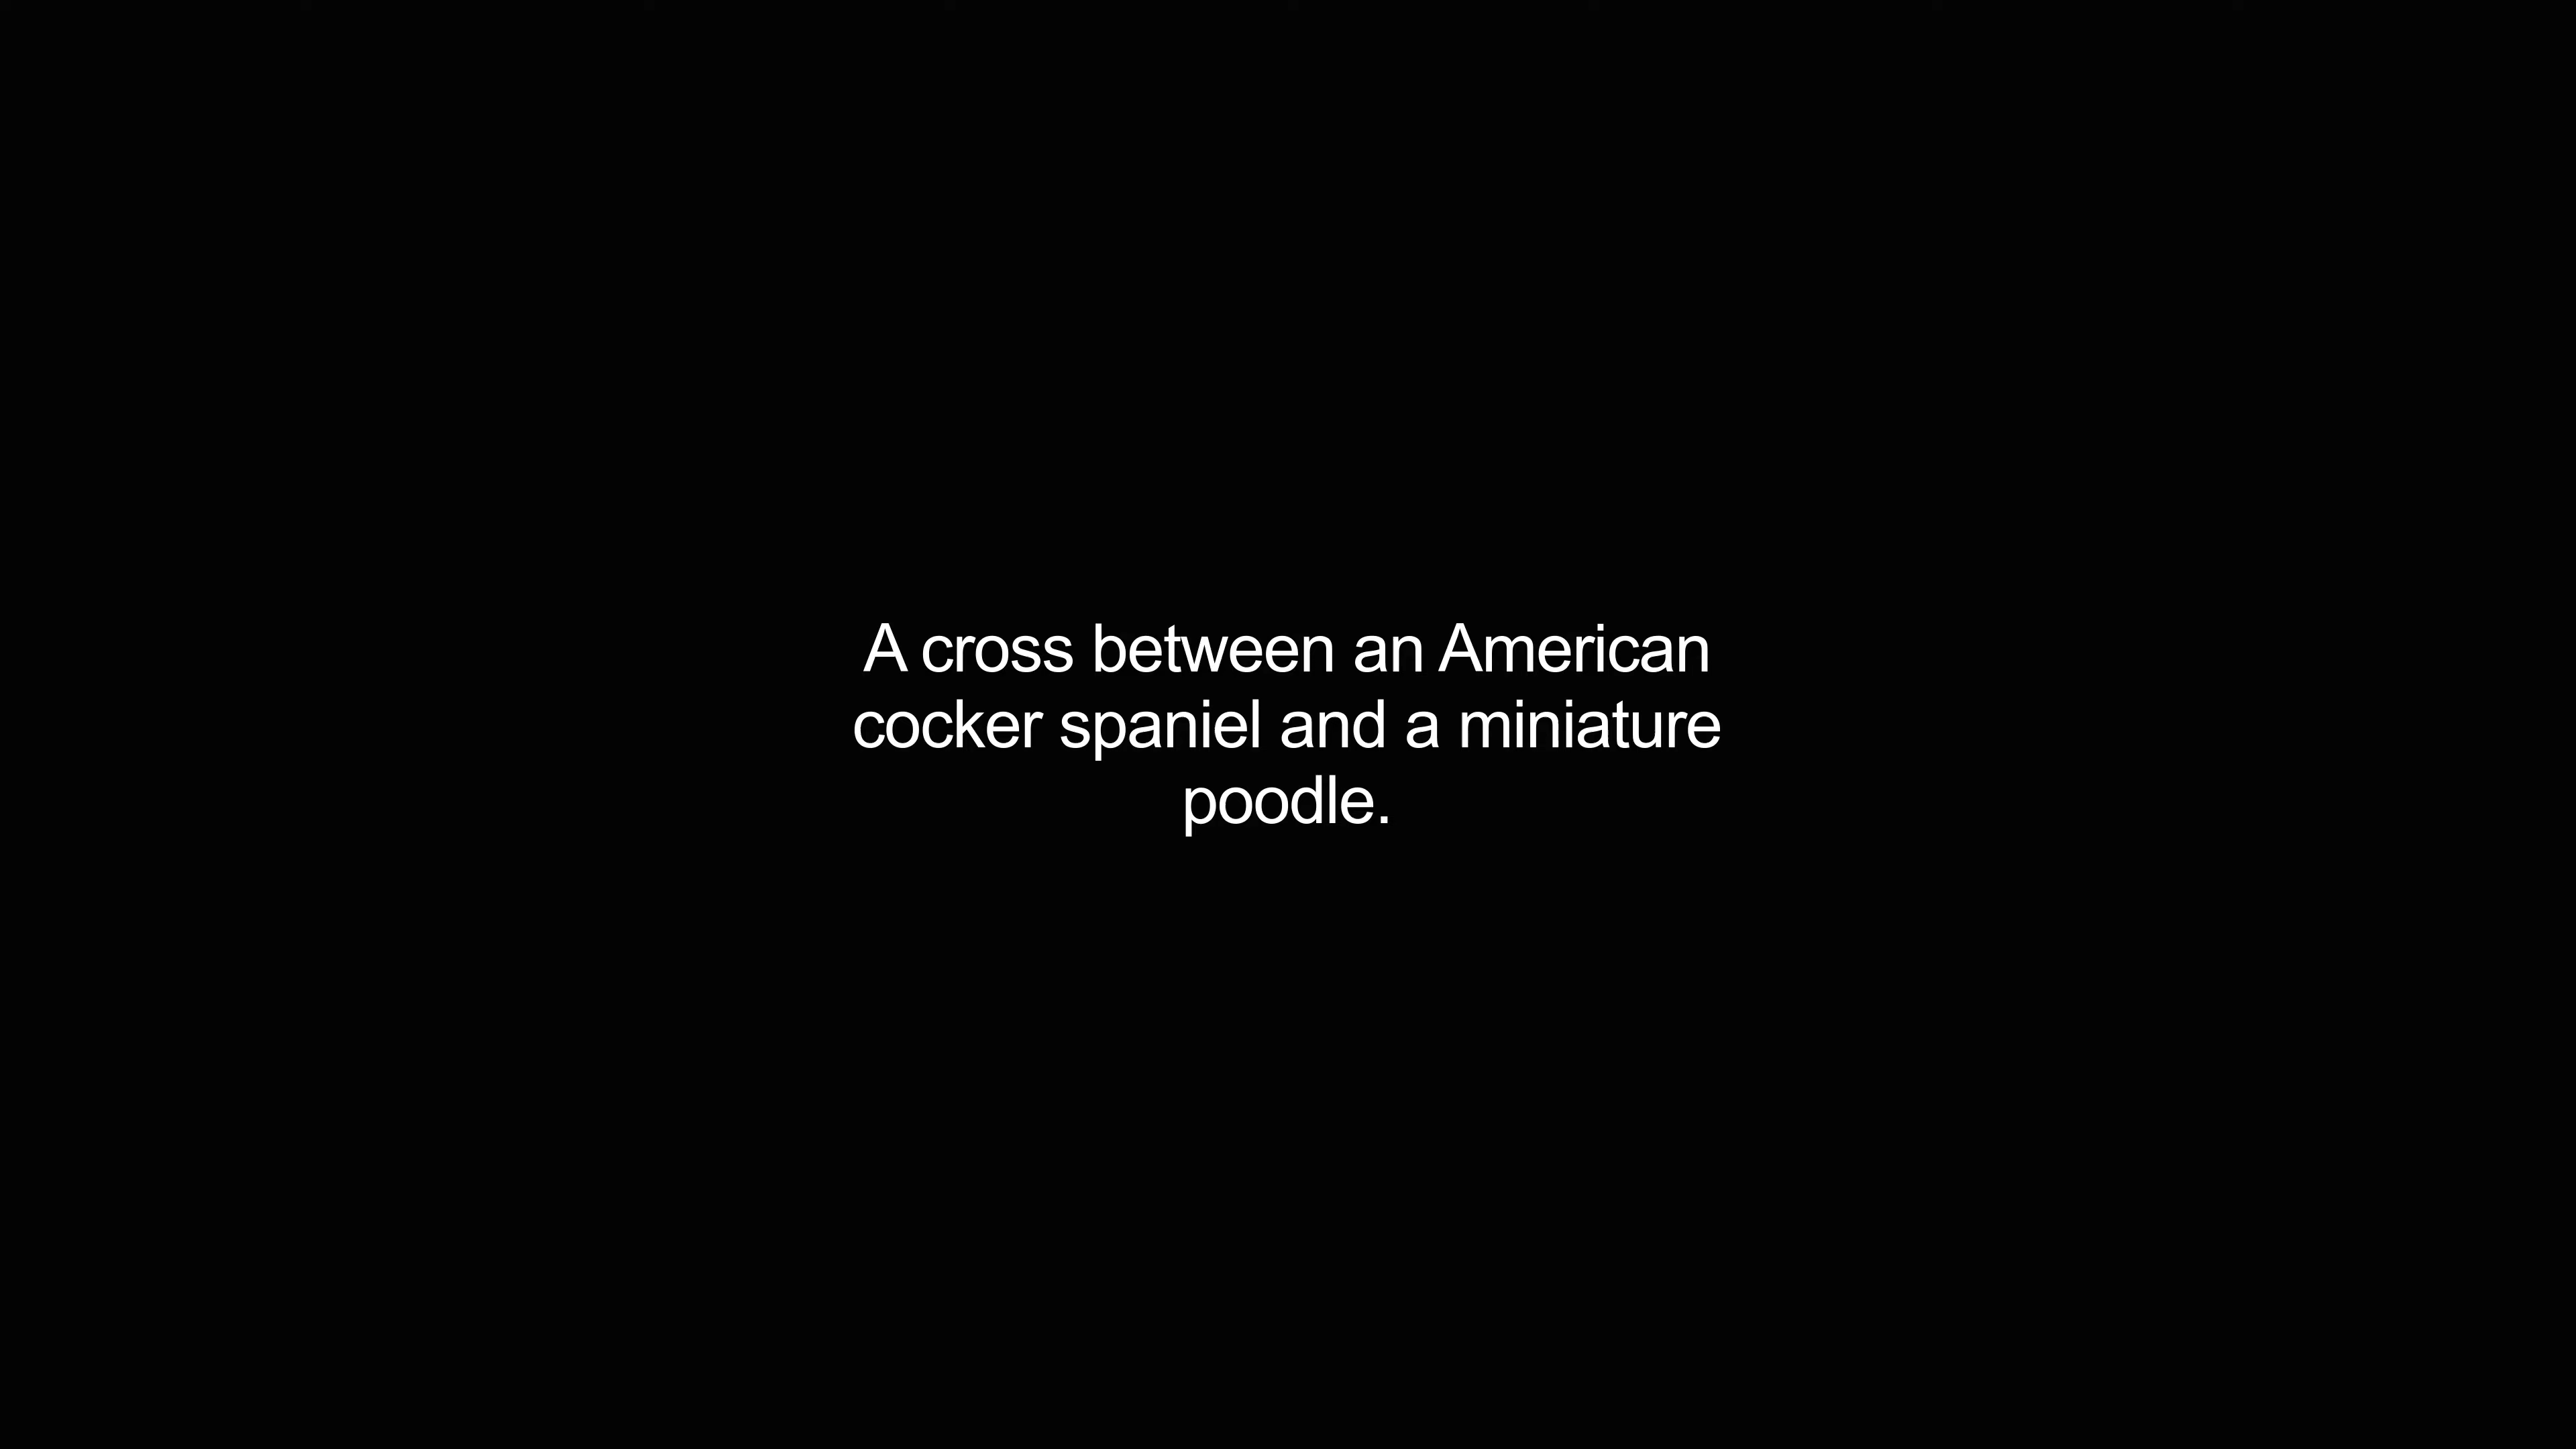 A cross between an American
cocker spaniel and a miniature
poodle.